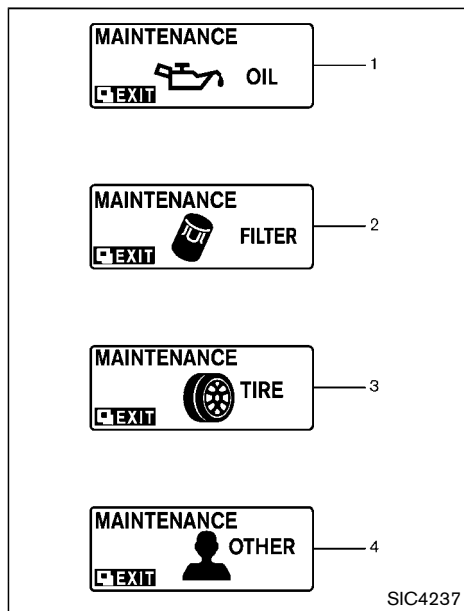 MAINTENANCE
OIL
EXIT
1
MAINTENANCE
FILTER
EXIT
2
MAINTENANCE
TIRE
EXIT
3
MAINTENANCE
OTHER
EXIT
4
SIC4237